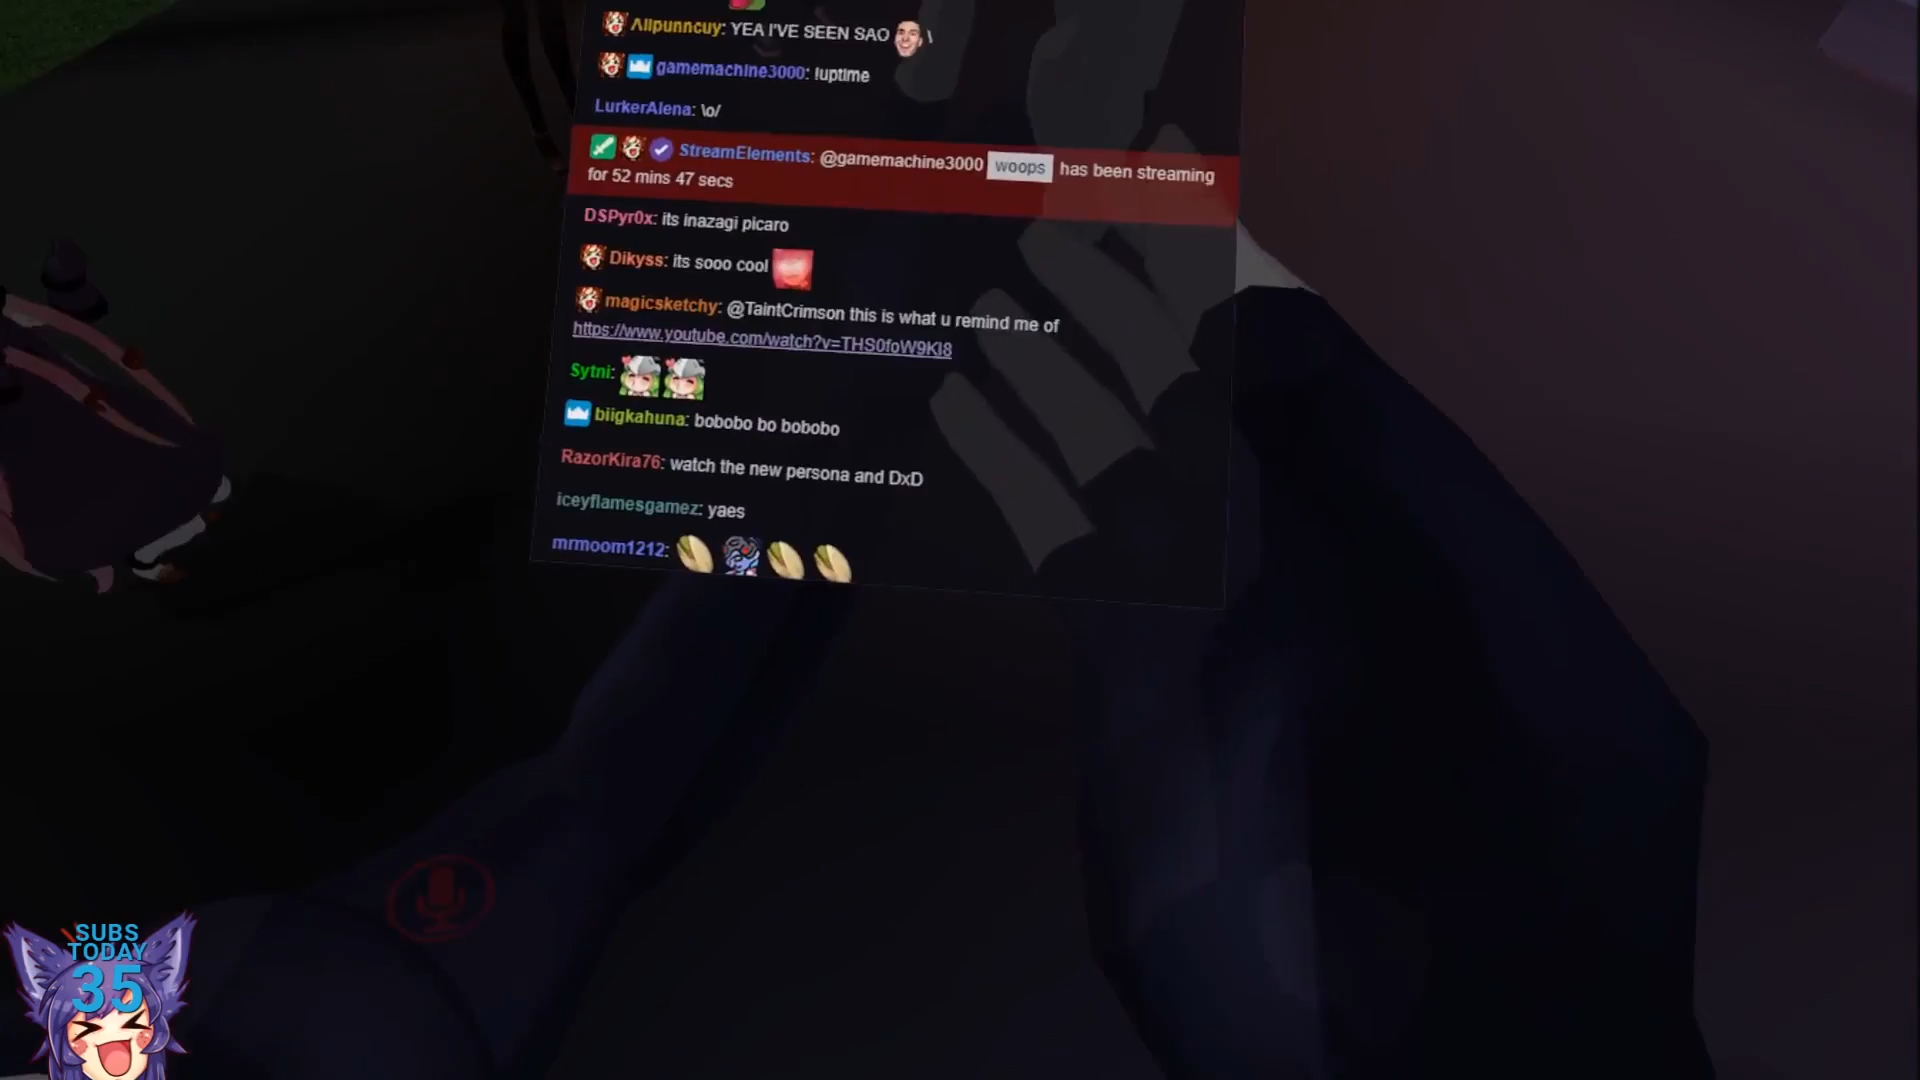 Allpunncuy: YEA I'VE SEEN SAO \
gamemachine3000: !uptime
LurkerAlena: \o/
StreamElements: @gamemachine3000 woops has been streaming
for 52 mins 47 secs
DSPyr0x: its inazagi picaro
Dikyss: its sooo cool
magicsketchy: @TaintCrimson this is what u remind me of
https://www.youtube.com/watch?v=THS0foW9KI8
Sytni:
biigkahuna: bobobo bo bobobo
RazorKira76: watch the new persona and DxD
iceyflamesgamez: yaes
mrmoom1212:
SUBS
TODAY
35